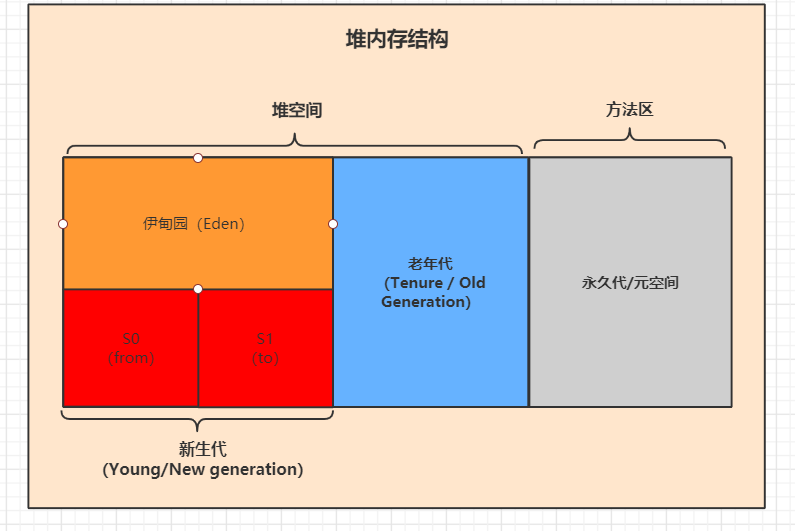 堆内存结构
堆空间
方法区
伊甸园（Eden）
老年代
（Tenure / Old
Generation）
永久代/元空间
S0
（from）
S1
（to）
新生代
（Young/New generation）